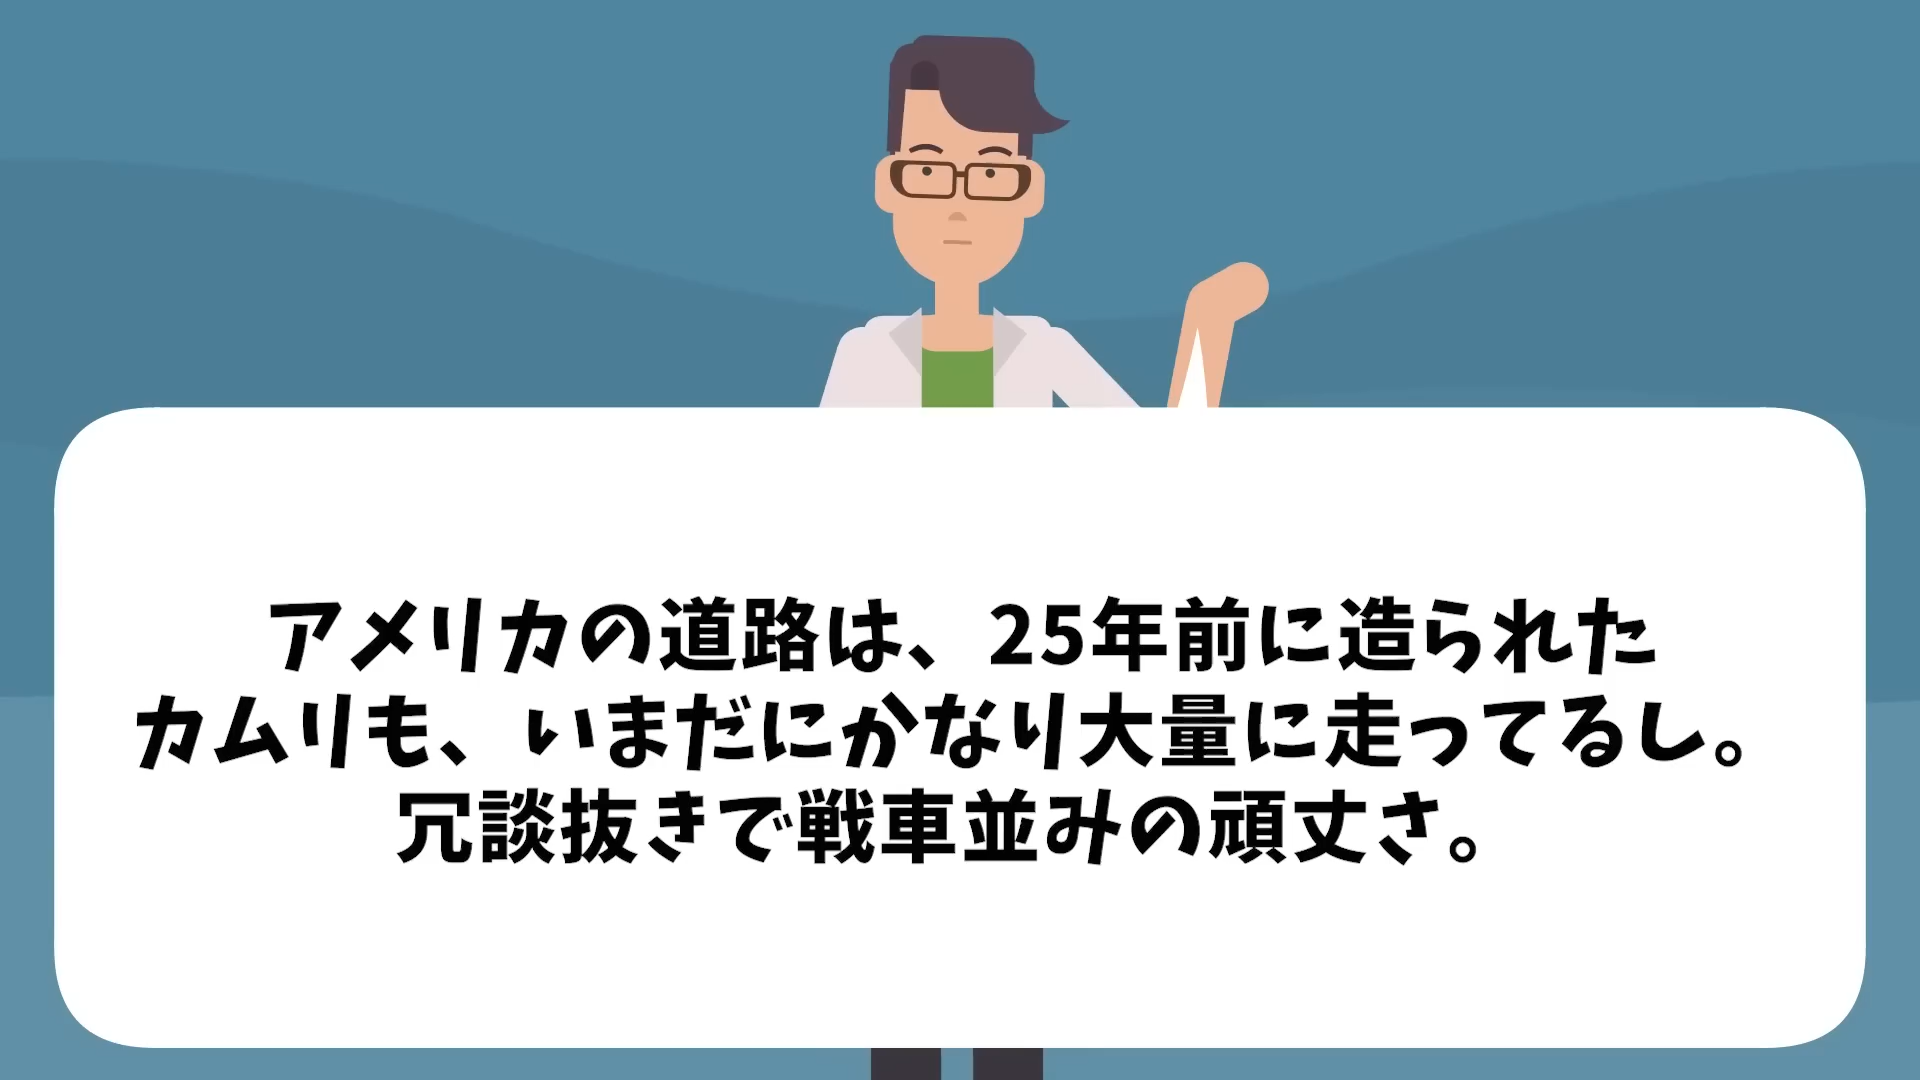 アメリカの道路は、25年前に造られた
カムリも、いまだにかなり大量に走ってるし。
冗談抜きで戦車並みの頑丈さ。